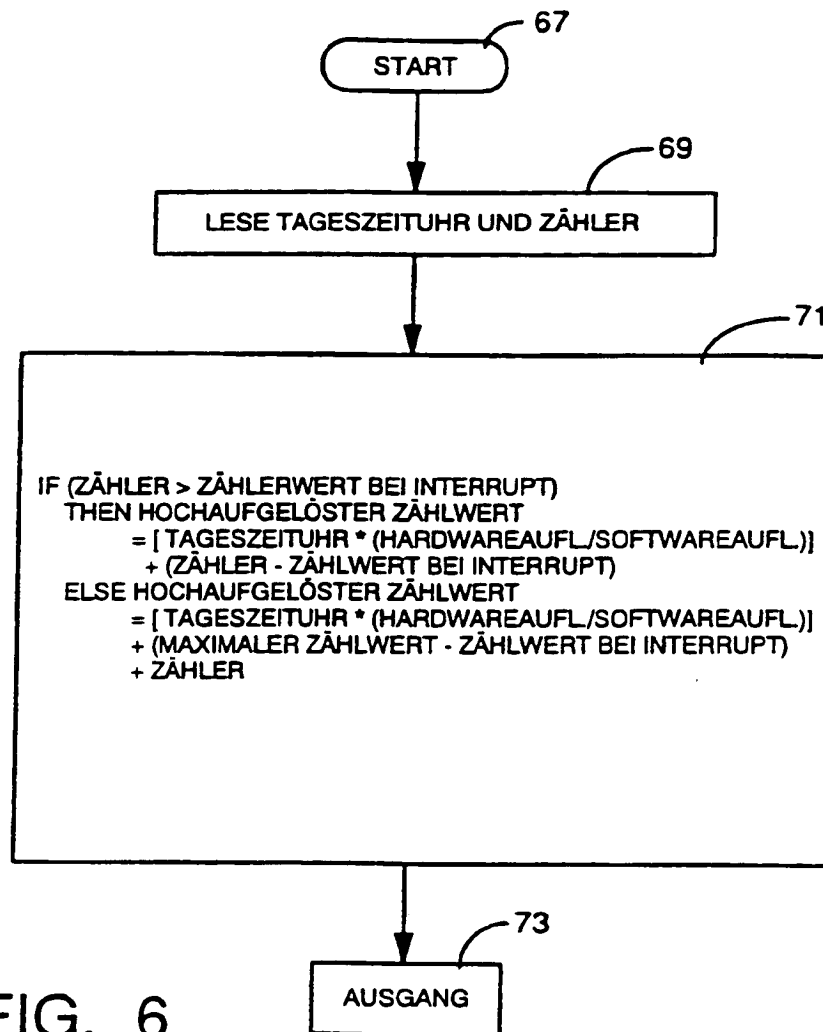 67
START
69
LESE TAGESZEITUHR UND ZÄHLER
71
IF (ZÄHLER > ZÄHLERWERT BEI INTERRUPT)
THEN HOCHAUFGELÖSTER ZÄHLWERT
= [ TAGESZEITUHR * (HARDWAREAUFL./SOFTWAREAUFL.)]
+ (ZÄHLER - ZÄHLWERT BEI INTERRUPT)
ELSE HOCHAUFGELÖSTER ZÄHLWERT
= [ TAGESZEITUHR * (HARDWAREAUFL./SOFTWAREAUFL.)]
+ (MAXIMALER ZÄHLWERT - ZÄHLWERT BEI INTERRUPT)
+ ZÄHLER
73
AUSGANG
FIG. 6